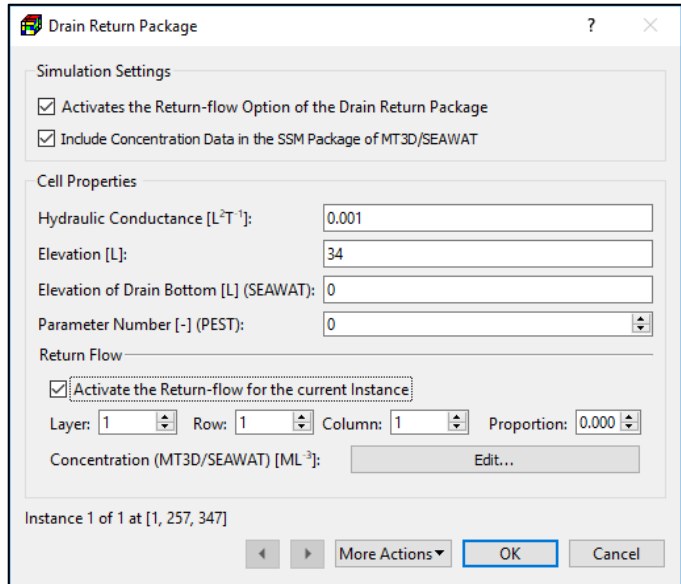 Drain Return Package ?
Simulation Settings
Activates the Return-flow Option of the Drain Return Package
Include Concentration Data in the SSM Package of MT3D/SEAWAT
Cell Properties
Hydraulic Conductance [L²T⁻¹]: 0.001
Elevation [L]: 34
Elevation of Drain Bottom [L] (SEAWAT): 0
Parameter Number [-] (PEST): 0
Return Flow
Activate the Return-flow for the current Instance
Layer: 1 Row: 1 Column: 1 Proportion: 0.000
Concentration (MT3D/SEAWAT) [ML⁻³]: Edit...
Instance 1 of 1 at [1, 257, 347]
More Actions OK Cancel